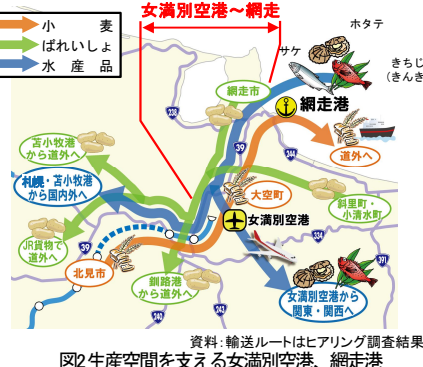 女満別空港～網走
小麦
ばれいしょ
水産品
ホタテ
サケ
きちじ
(きんき
網走市
網走港
238
39
344
道外へ
苫小牧港
から道外へ
札幌・苫小牧港
から国内外へ
大空町
斜里町・
小清水町
女満別空港
JR貨物で
道外へ
39
334
391
北見市
釧路港
から道外へ
女満別空港から
関東・関西へ
240
243
243
資料:輸送ルートはヒアリング調査結果
図2 生産空間を支える女満別空港、網走港